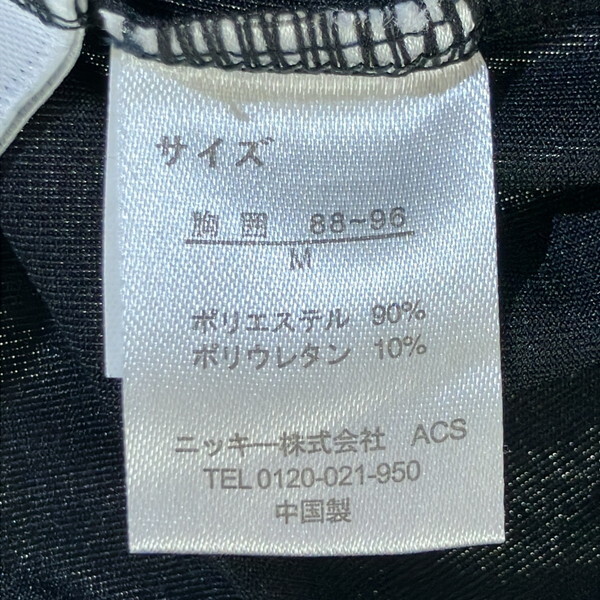 サイズ
胸囲 88~96
M
ポリエステル 90%
ポリウレタン 10%
ニッキー株式会社 ACS
TEL 0120-021-950
中国製